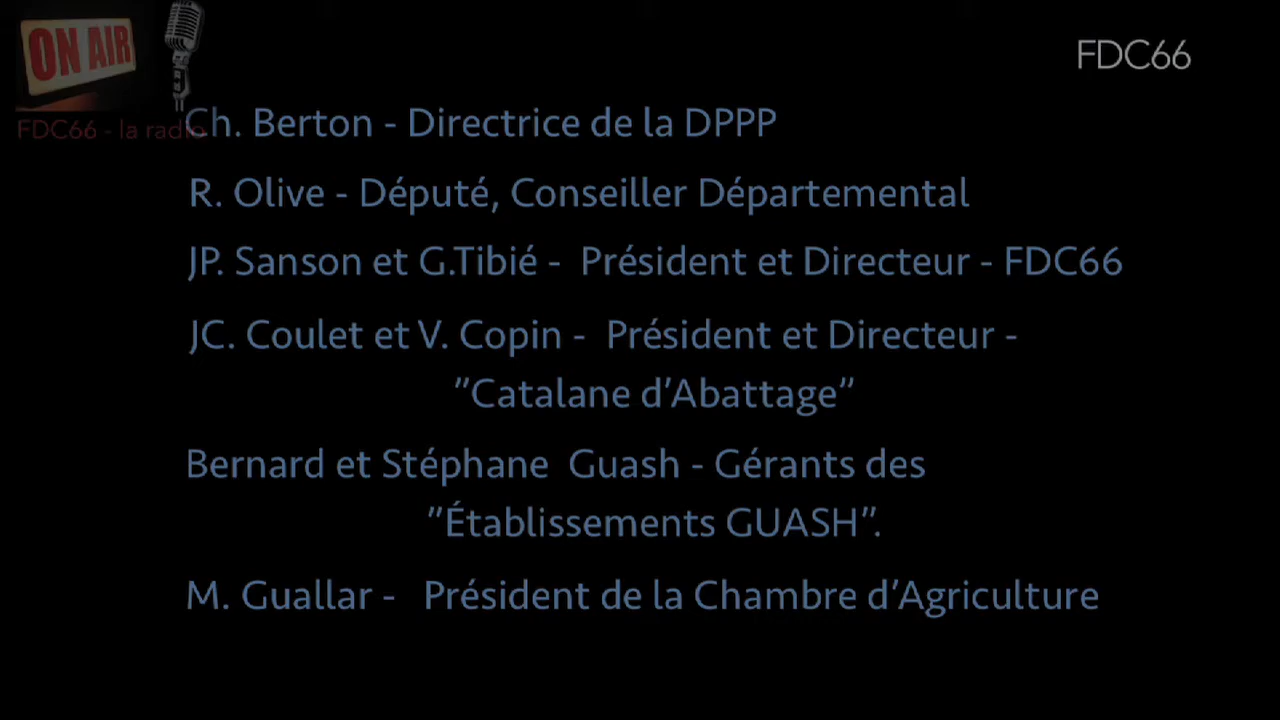 ON AIR
FDC66
FDC66 - la radio
Ch. Berton - Directrice de la DPPP
R. Olive - Député, Conseiller Départemental
JP. Sanson et G.Tibié - Président et Directeur - FDC66
JC. Coulet et V. Copin - Président et Directeur -
"Catalane d'Abattage"
Bernard et Stéphane Guash - Gérants des
"Établissements GUASH".
M. Guallar - Président de la Chambre d'Agriculture